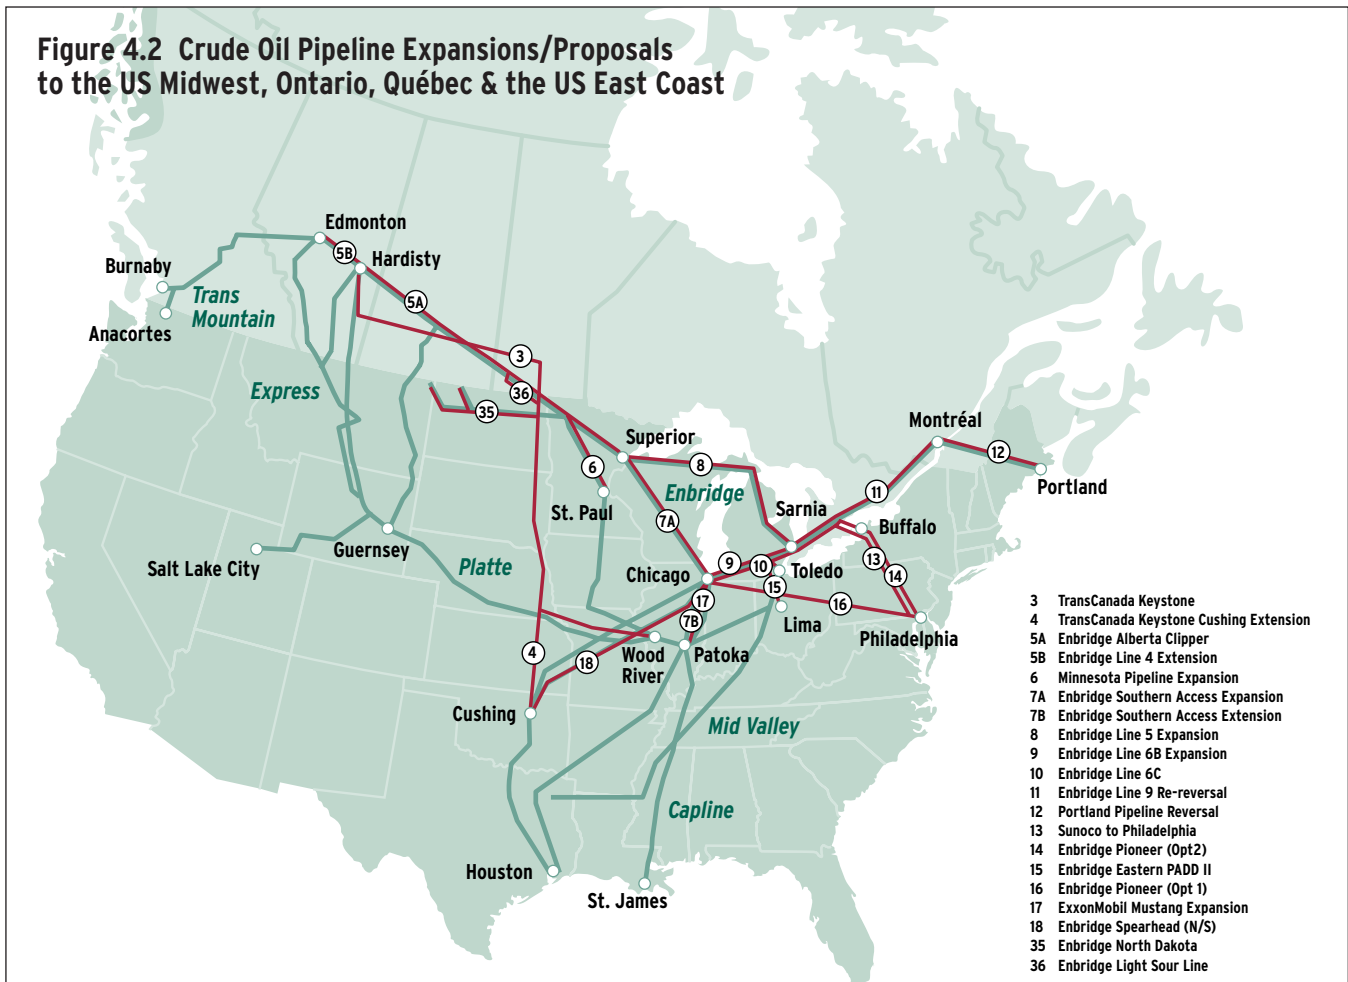 Figure 4.2 Crude Oil Pipeline Expansions/Proposals
to the US Midwest, Ontario, Québec & the US East Coast
Edmonton
5B
Hardisty
Burnaby
Trans
Mountain
5A
Anacortes
3
Express
36
35
Montréal
Superior
12
8
6
Portland
Enbridge
11
St. Paul
Sarnia
7A
Buffalo
Guernsey
Platte
Salt Lake City
9
10
13
Chicago
Toledo
14
15
17
16
Lima
7B
Philadelphia
4
18
Wood
River
Patoka
Cushing
Mid Valley
Capline
Houston
St. James
3 TransCanada Keystone
4 TransCanada Keystone Cushing Extension
5A Enbridge Alberta Clipper
5B Enbridge Line 4 Extension
6 Minnesota Pipeline Expansion
7A Enbridge Southern Access Expansion
7B Enbridge Southern Access Extension
8 Enbridge Line 5 Expansion
9 Enbridge Line 6B Expansion
10 Enbridge Line 6C
11 Enbridge Line 9 Re-reversal
12 Portland Pipeline Reversal
13 Sunoco to Philadelphia
14 Enbridge Pioneer (Opt2)
15 Enbridge Eastern PADD II
16 Enbridge Pioneer (Opt 1)
17 ExxonMobil Mustang Expansion
18 Enbridge Spearhead (N/S)
35 Enbridge North Dakota
36 Enbridge Light Sour Line